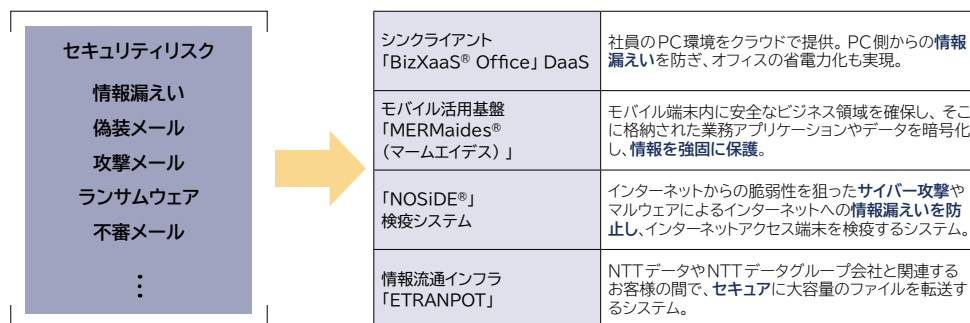 セキュリティリスク
情報漏えい
偽装メール
攻撃メール
ランサムウェア
不審メール
⋮
シンクライアント
「BizXaaS® Office」DaaS
社員のPC環境をクラウドで提供。PC側からの情報
漏えいを防ぎ、オフィスの省電力化も実現。
モバイル活用基盤
「MERMaides®
（マームエイデス）」
モバイル端末内に安全なビジネス領域を確保し、そこ
に格納された業務アプリケーションやデータを暗号化
し、情報を強固に保護。
「NOSiDE®」
検疫システム
インターネットからの脆弱性を狙ったサイバー攻撃や
マルウェアによるインターネットへの情報漏えいを防
止し、インターネットアクセス端末を検疫するシステム。
情報流通インフラ
「ETRANPOT」
NTTデータやNTTデータグループ会社と関連する
お客様の間で、セキュアに大容量のファイルを転送す
るシステム。